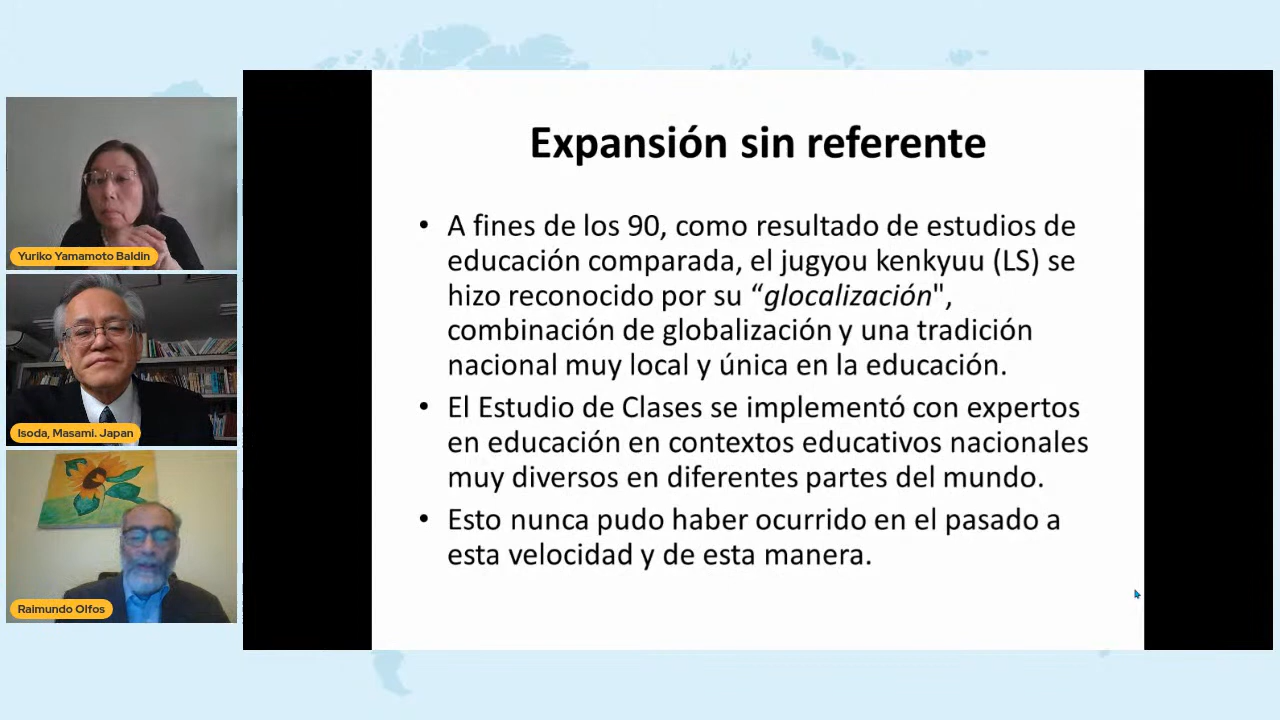 Expansión sin referente
• A fines de los 90, como resultado de estudios de
educación comparada, el jugyou kenkyuu (LS) se
hizo reconocido por su “glocalización",
combinación de globalización y una tradición
nacional muy local y única en la educación.
• El Estudio de Clases se implementó con expertos
en educación en contextos educativos nacionales
muy diversos en diferentes partes del mundo.
• Esto nunca pudo haber ocurrido en el pasado a
esta velocidad y de esta manera.
Yuriko Yamamoto Baldin
Isoda, Masami. Japan
Raimundo Olfos